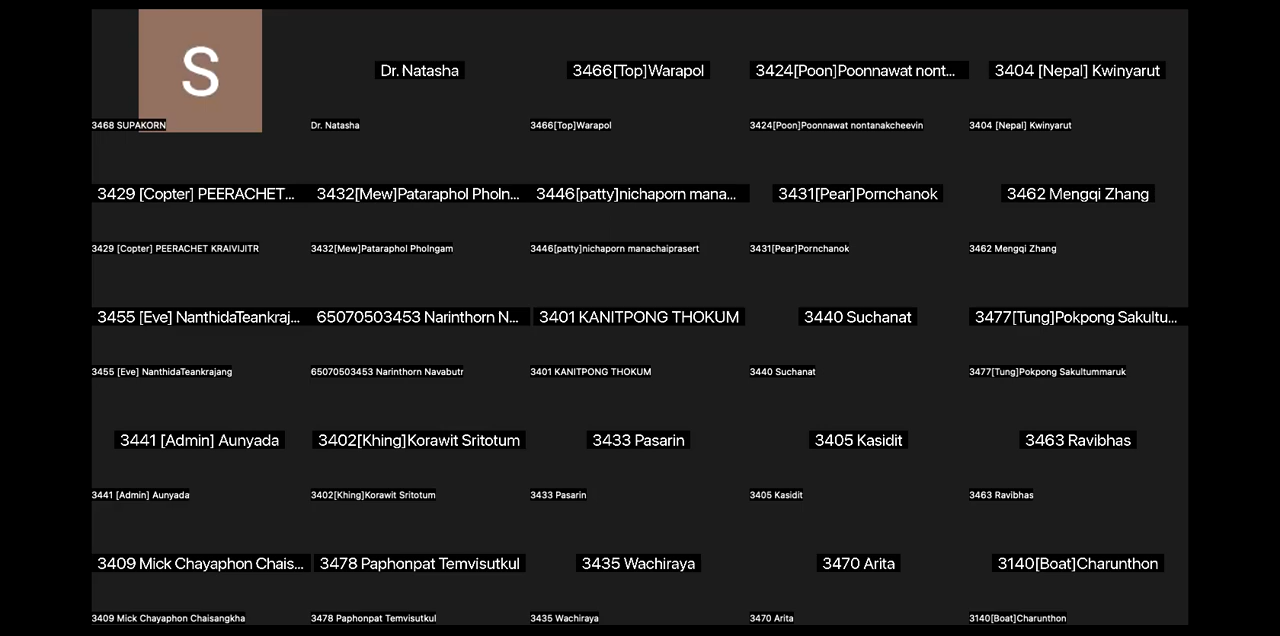 S
Dr. Natasha
3466[Top]Warapol
3424[Poon]Poonnawat nont...
3404 [Nepal] Kwinyarut
3468 SUPAKORN
Dr. Natasha
3466[Top]Warapol
3424[Poon]Poonnawat nontanakcheevin
3404 [Nepal] Kwinyarut
3429 [Copter] PEERACHET...
3432[Mew]Pataraphol Pholn...
3446[patty]nichaporn mana...
3431[Pear]Pornchanok
3462 Mengqi Zhang
3429 [Copter] PEERACHET KRAIVIJITR
3432[Mew]Pataraphol Pholngam
3446[patty]nichaporn manachaiprasert
3431[Pear]Pornchanok
3462 Mengqi Zhang
3455 [Eve] NanthidaTeankraj...
65070503453 Narinthorn N...
3401 KANITPONG THOKUM
3440 Suchanat
3477[Tung]Pokpong Sakultu...
3455 [Eve] NanthidaTeankrajang
65070503453 Narinthorn Navabutr
3401 KANITPONG THOKUM
3440 Suchanat
3477[Tung]Pokpong Sakultummaruk
3441 [Admin] Aunyada
3402[Khing]Korawit Sritotum
3433 Pasarin
3405 Kasidit
3463 Ravibhas
3441 [Admin] Aunyada
3402[Khing]Korawit Sritotum
3433 Pasarin
3405 Kasidit
3463 Ravibhas
3409 Mick Chayaphon Chais...
3478 Paphonpat Temvisutkul
3435 Wachiraya
3470 Arita
3140[Boat]Charunthon
3409 Mick Chayaphon Chaisangkha
3478 Paphonpat Temvisutkul
3435 Wachiraya
3470 Arita
3140[Boat]Charunthon